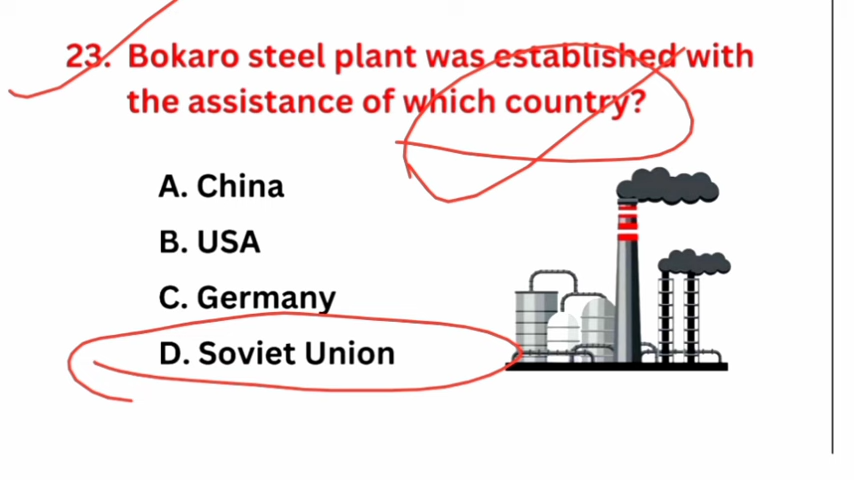 23. Bokaro steel plant was established with
the assistance of which country?
A. China
B. USA
C. Germany
D. Soviet Union